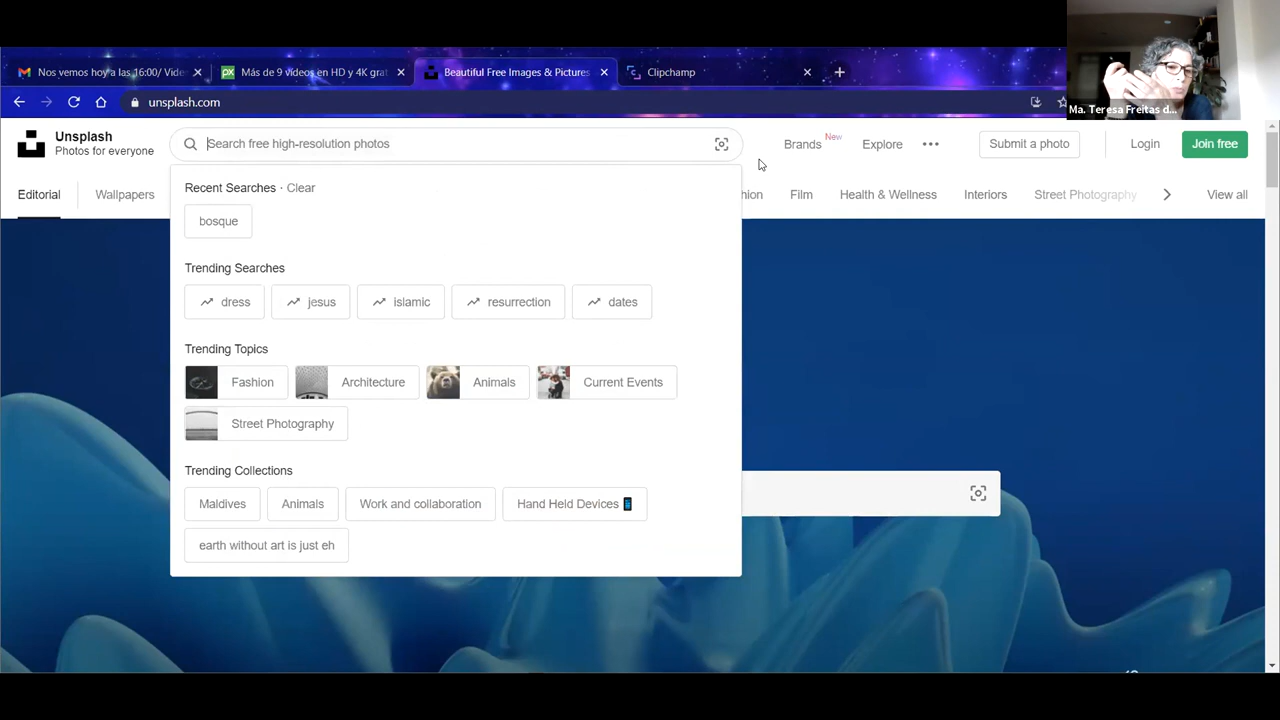 Nos vemos hoy a las 16:00/ Vide
Más de 9 vídeos en HD y 4K grat
Beautiful Free Images & Pictures
Clipchamp
Ma. Teresa Freitas d...
unsplash.com
Unsplash
Photos for everyone
Search free high-resolution photos
Brands
New
Explore
Submit a photo
Login
Join free
Editorial
Wallpapers
hion
Film
Health & Wellness
Interiors
Street Photography
View all
Recent Searches · Clear
bosque
Trending Searches
dress
jesus
islamic
resurrection
dates
Trending Topics
Fashion
Architecture
Animals
Current Events
Street Photography
Trending Collections
Maldives
Animals
Work and collaboration
Hand Held Devices📱
earth without art is just eh